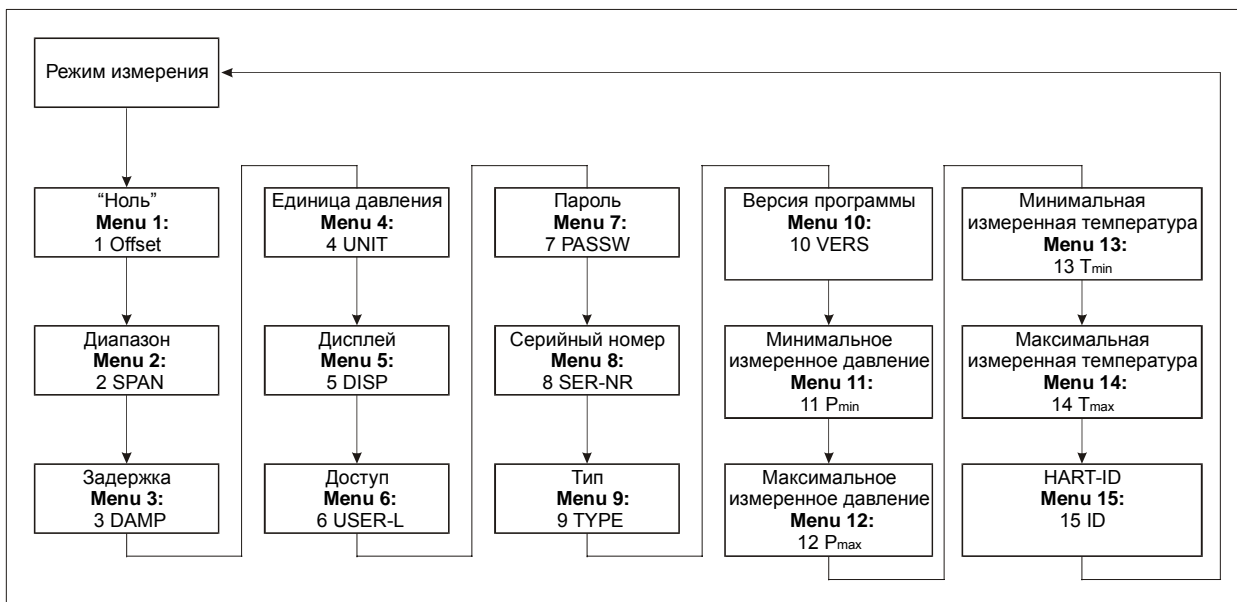 Режим измерения
“Ноль”
Menu 1:
1 Offset
Диапазон
Menu 2:
2 SPAN
Задержка
Menu 3:
3 DAMP
Единица давления
Menu 4:
4 UNIT
Дисплей
Menu 5:
5 DISP
Доступ
Menu 6:
6 USER-L
Пароль
Menu 7:
7 PASSW
Серийный номер
Menu 8:
8 SER-NR
Тип
Menu 9:
9 TYPE
Версия программы
Menu 10:
10 VERS
Минимальное
измеренное давление
Menu 11:
11 Pmin
Максимальное
измеренное давление
Menu 12:
12 Pmax
Минимальная
измеренная температура
Menu 13:
13 Tmin
Максимальная
измеренная температура
Menu 14:
14 Tmax
HART-ID
Menu 15:
15 ID